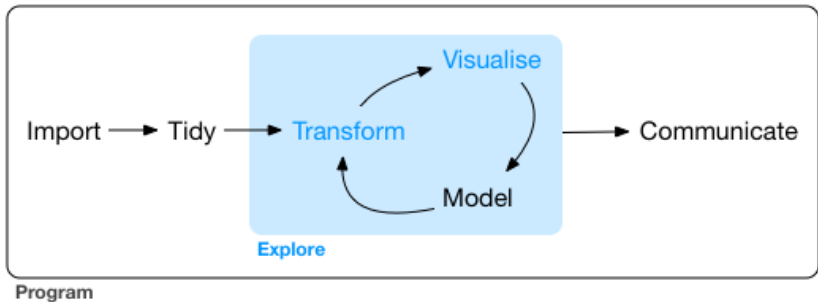 Visualise
Import
Tidy
Transform
Communicate
Model
Explore
Program